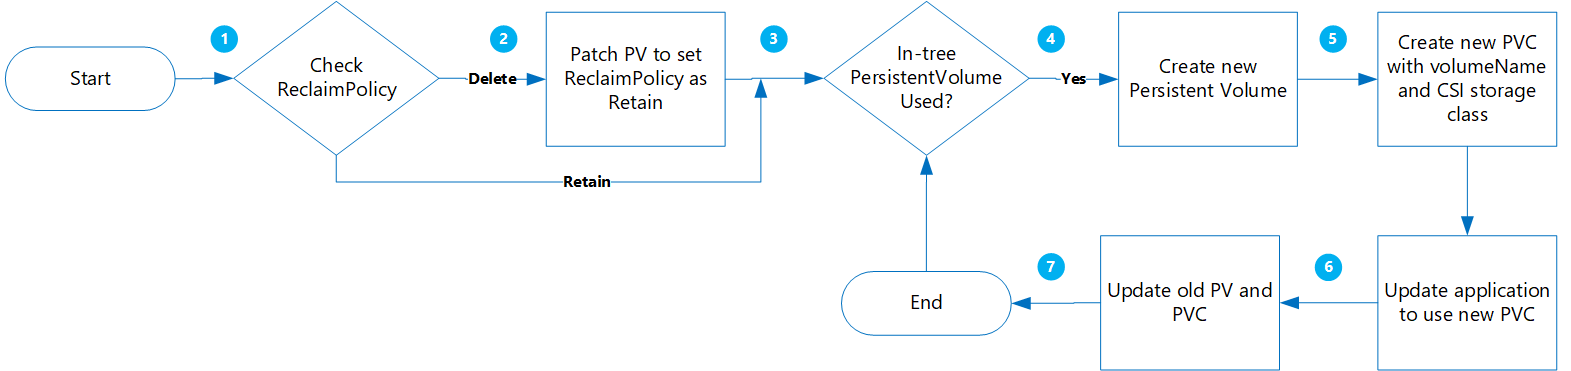 1
2
3
4
5
Start
Check
ReclaimPolicy
Delete
Patch PV to set
ReclaimPolicy as
Retain
In-tree
PersistentVolume
Used?
Yes
Create new
Persistent Volume
Create new PVC
with volumeName
and CSI storage
class
Retain
7
6
End
Update old PV and
PVC
Update application
to use new PVC